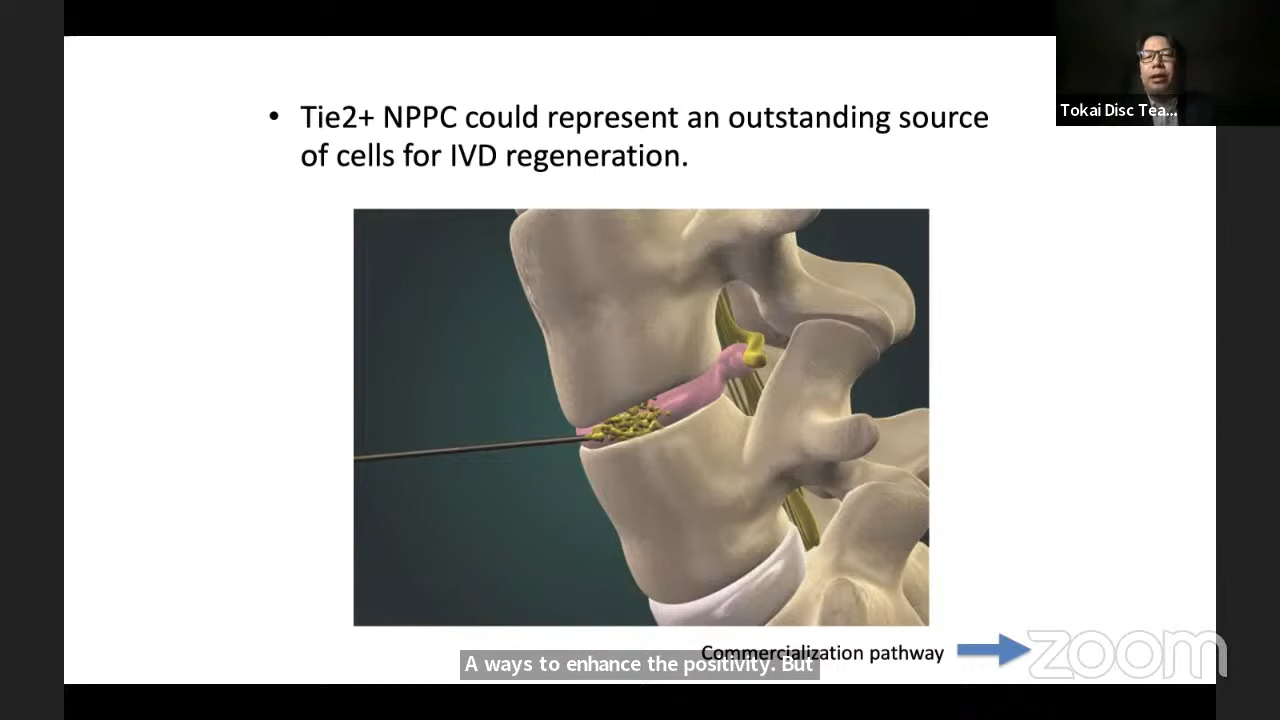 • Tie2+ NPPC could represent an outstanding source
of cells for IVD regeneration.
Tokai Disc Tea...
Commercialization pathway
A ways to enhance the positivity. But
zoom